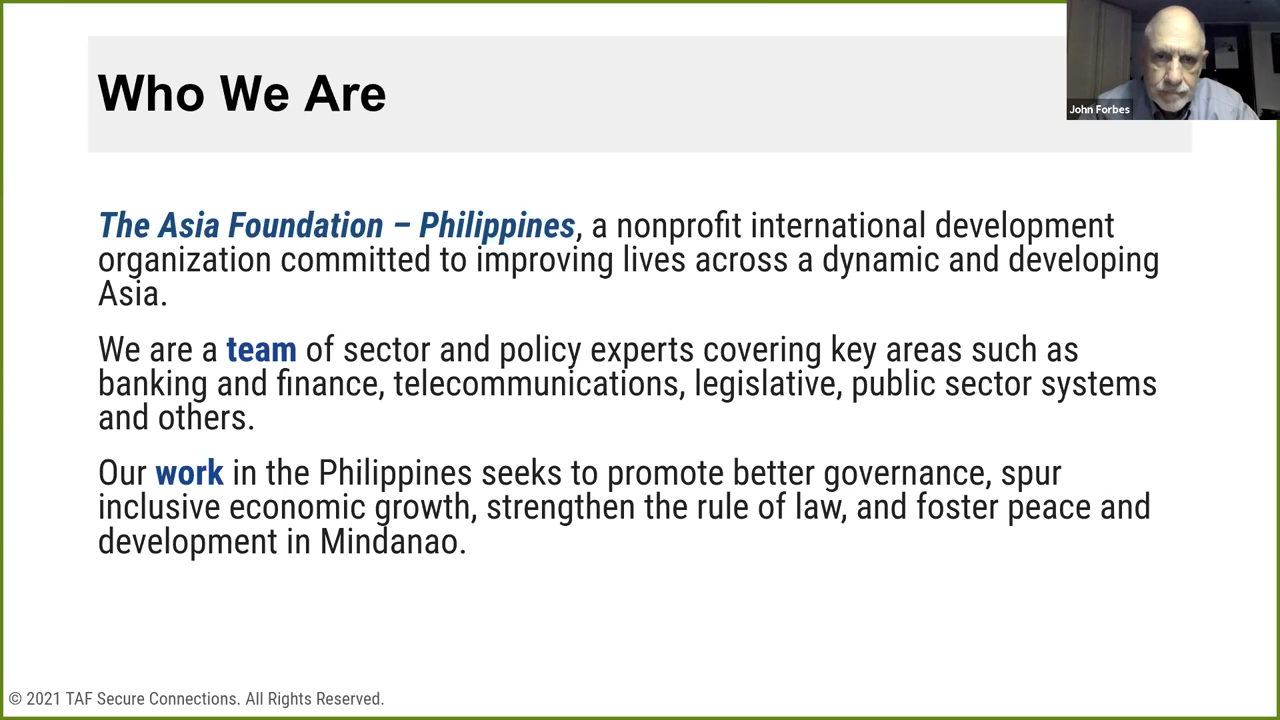 Who We Are
John Forbes
The Asia Foundation – Philippines, a nonprofit international development
organization committed to improving lives across a dynamic and developing
Asia.
We are a team of sector and policy experts covering key areas such as
banking and finance, telecommunications, legislative, public sector systems
and others.
Our work in the Philippines seeks to promote better governance, spur
inclusive economic growth, strengthen the rule of law, and foster peace and
development in Mindanao.
© 2021 TAF Secure Connections. All Rights Reserved.